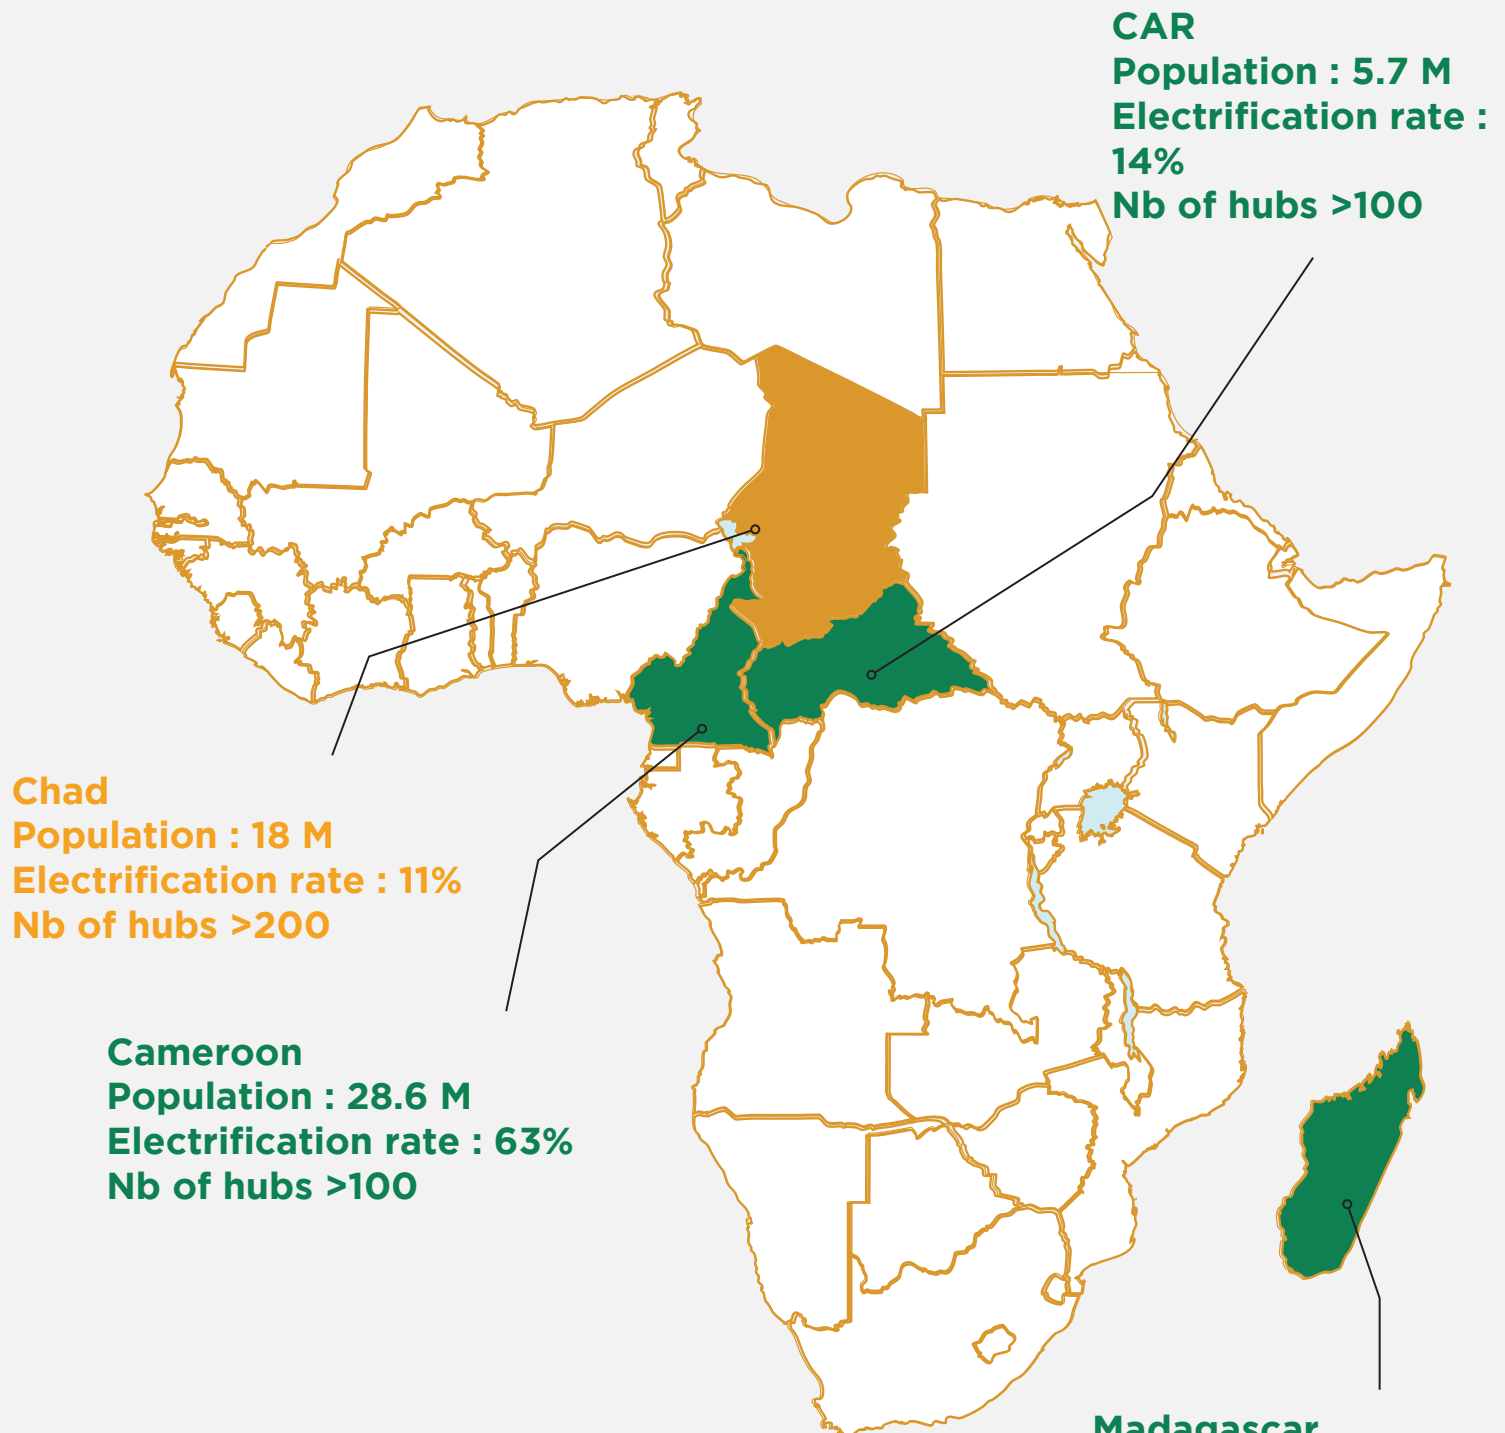 CAR
Population : 5.7 M
Electrification rate :
14%
Nb of hubs >100
Chad
Population : 18 M
Electrification rate : 11%
Nb of hubs >200
Cameroon
Population : 28.6 M
Electrification rate : 63%
Nb of hubs >100
Madagascar